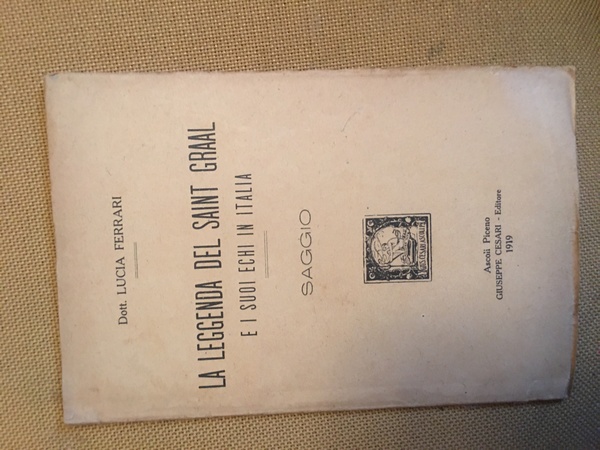 Dott. LUCIA FERRARI
LA LEGGENDA DEL SAINT GRAAL
E I SUOI ECHI IN ITALIA
SAGGIO
Ascoli Piceno
GIUSEPPE CESARI - Editore
1919